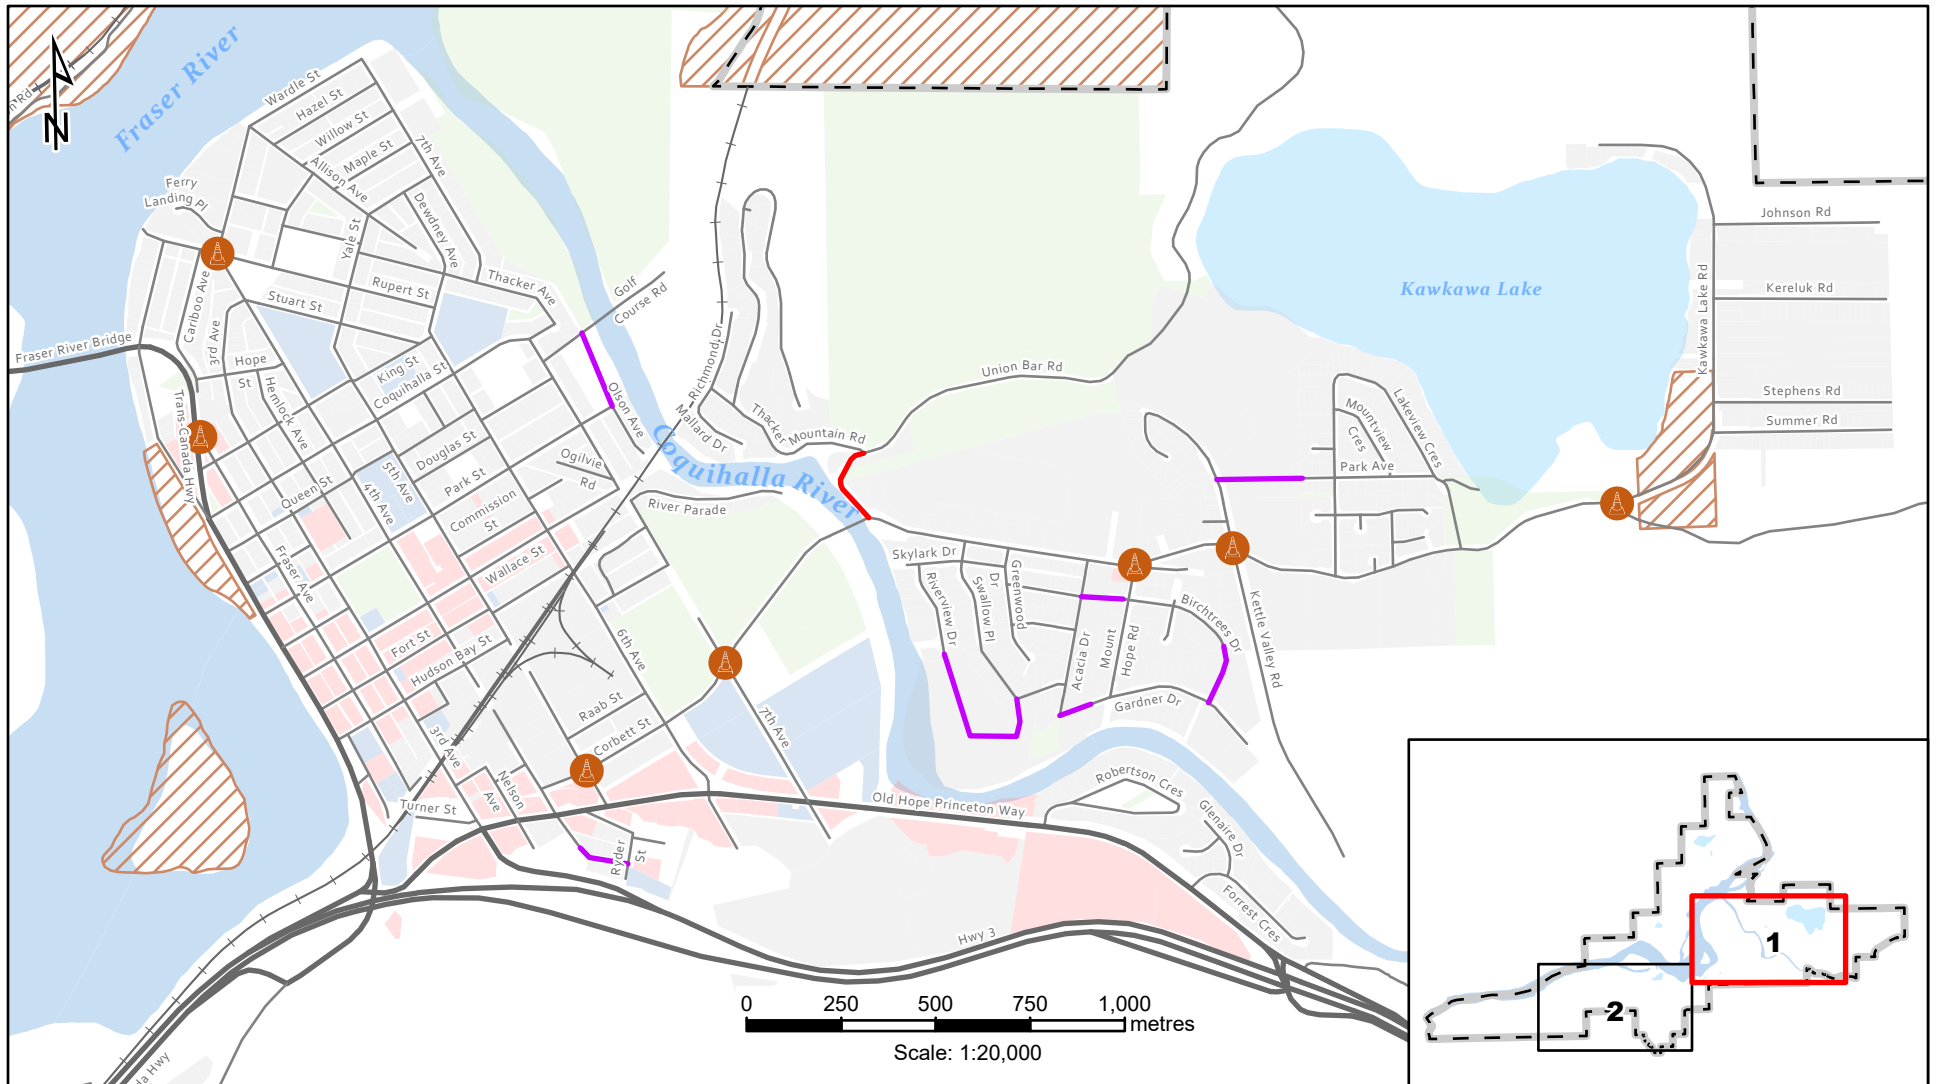 Fraser River
n Rd
N
Wardle St
Hazel St
Willow St
Maple St
Allison Ave
7th Ave
Ferry
Landing Pl
Yale St
Dewdney Ave
Thacker Ave
Rupert St
Stuart St
Cariboo Ave
3rd Ave
Hope
St
Hemlock Ave
King St
Coquihalla St
Fraser River Bridge
Trans-Canada Hwy
Golf
Course Rd
Richmond Dr
Olson Ave
Mallard Dr
Thacker
Mountain Rd
Union Bar Rd
Coquihalla River
Kawkawa Lake
Kawkawa Lake Rd
Johnson Rd
Kereluk Rd
Stephens Rd
Summer Rd
Lakeview Cres
Mountview
Cres
Park Ave
Douglas St
Park St
5th Ave
4th Ave
Queen St
Commission
St
Ogilvie
Rd
River Parade
Wallace St
Fraser Ave
Fort St
Hudson Bay St
6th Ave
Raab St
Corbett St
7th Ave
3rd Ave
Nelson
Ave
Turner St
Ryder
St
Skylark Dr
Riverview Dr
Swallow Pl
Dr
Greenwood
Acacia Dr
Mount
Hope Rd
Birchtrees Dr
Gardner Dr
Kettle Valley Rd
Robertson Cres
Glenaire Dr
Forrest Cres
Old Hope Princeton Way
Hwy 3
da Hwy
0 250 500 750 1,000
metres
Scale: 1:20,000
1
2